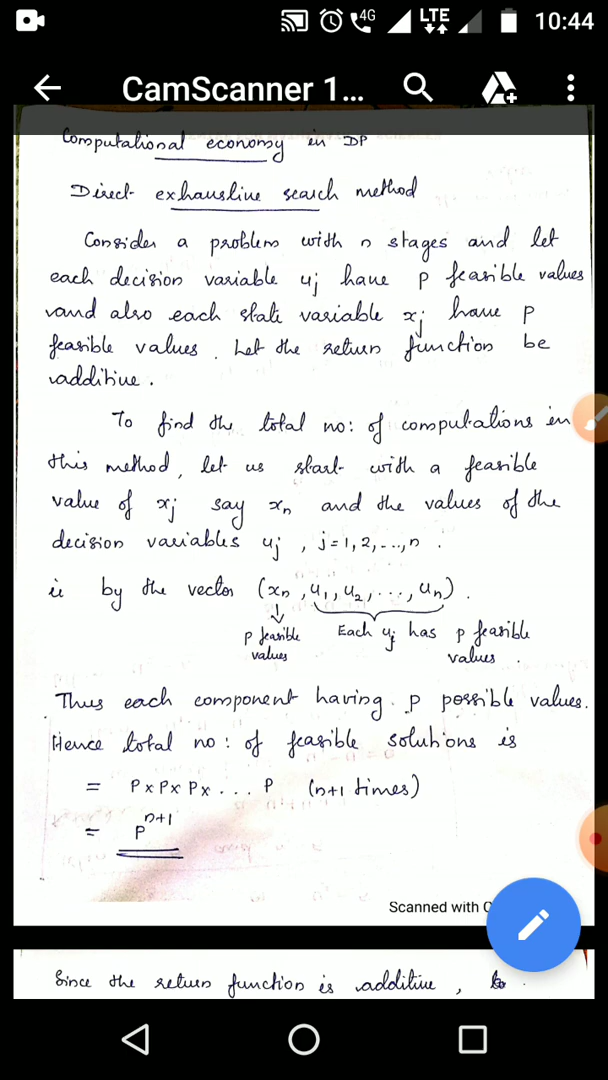 4G LTE 10:44
CamScanner 1...
Computational economy in DP
Direct exhaustive search method
Consider a problem with n stages and let
each decision variable uj have p feasible values
and also each state variable xj have p
feasible values. Let the return function be
additive.
To find the total no: of computations in
this method, let us start with a feasible
value of xj say xn and the values of the
decision variables uj, j=1,2,...,n.
ie by the vector (xn, u1, u2, ..., un).
p feasible values
Each uj has p feasible values
Thus each component having p possible values.
Hence total no: of feasible solutions is
= P x P x P x ... P (n+1 times)
= P^n+1
Scanned with C
Since the return function is additive,